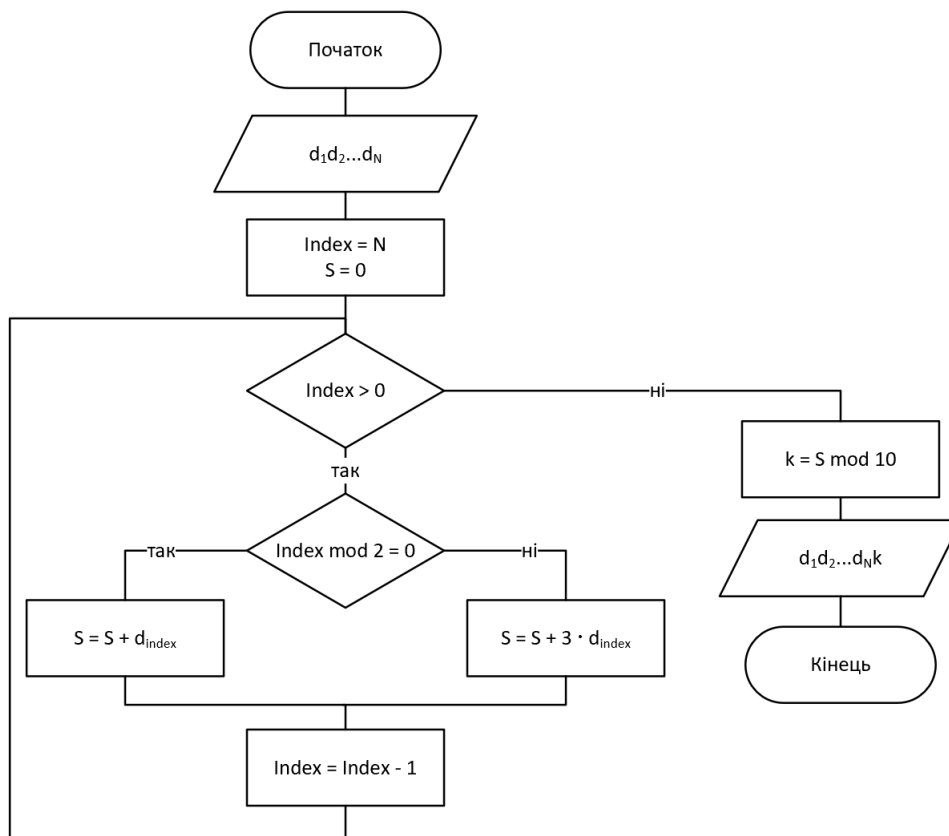 Початок
d₁d₂...dN
Index = N
S = 0
Index > 0
ні
так
k = S mod 10
Index mod 2 = 0
так
ні
d₁d₂...dNk
S = S + dindex
S = S + 3 · dindex
Кінець
Index = Index - 1